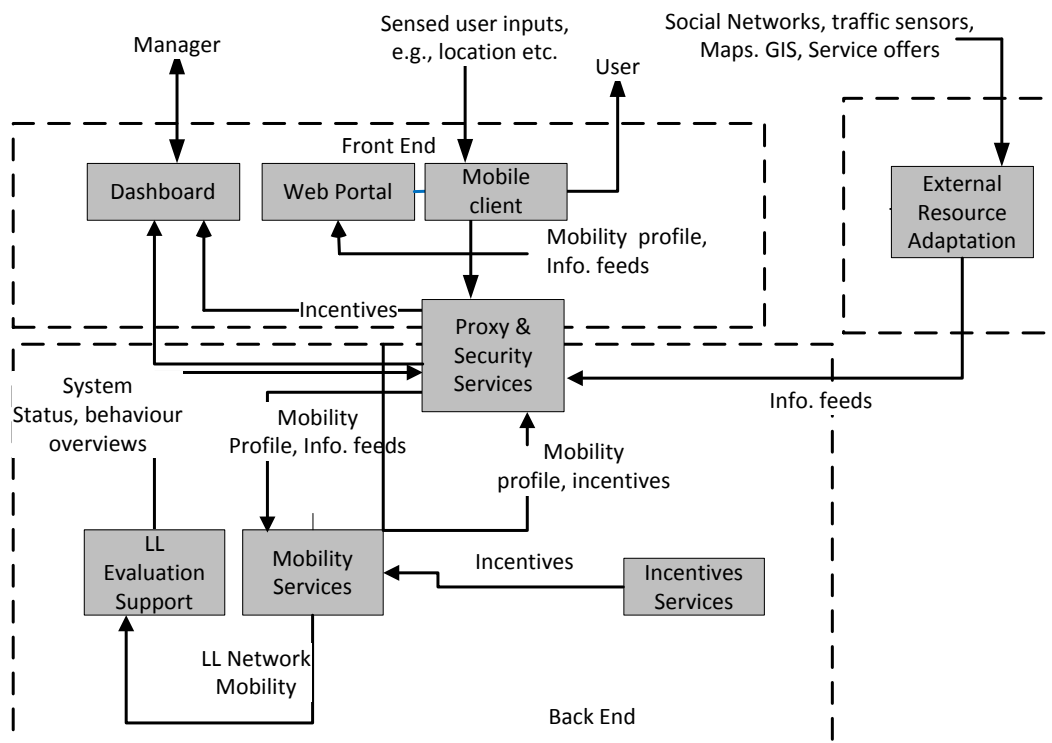 Sensed user inputs,
e.g., location etc.
Social Networks, traffic sensors,
Maps. GIS, Service offers
Manager
User
Front End
Dashboard
Web Portal
Mobile
client
External
Resource
Adaptation
Mobility  profile,
Info. feeds
Incentives
Proxy &
Security
Services
System
Status, behaviour
overviews
Mobility
Profile, Info. feeds
Info. feeds
Mobility
profile, incentives
LL
Evaluation
Support
Mobility
Services
Incentives
Incentives
Services
LL Network
Mobility
Back End